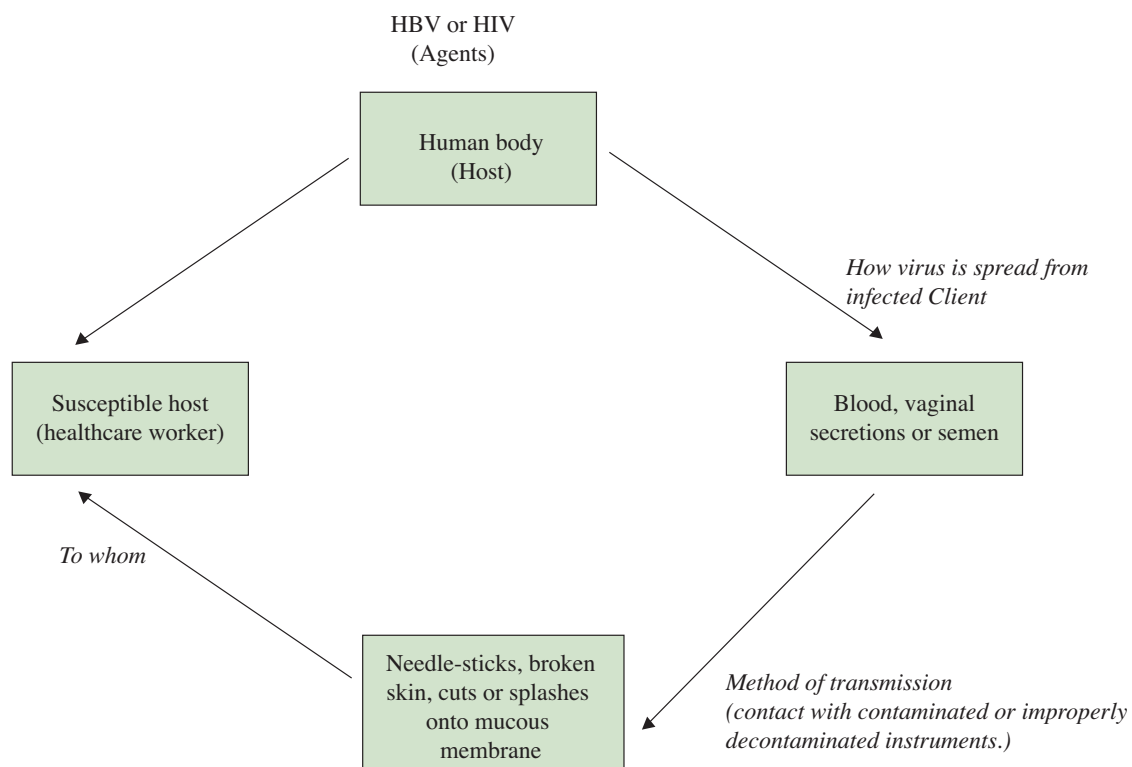 HBV or HIV
(Agents)
Human body
(Host)
How virus is spread from
infected Client
Susceptible host
(healthcare worker)
Blood, vaginal
secretions or semen
To whom
Needle-sticks, broken
skin, cuts or splashes
onto mucous
membrane
Method of transmission
(contact with contaminated or improperly
decontaminated instruments.)